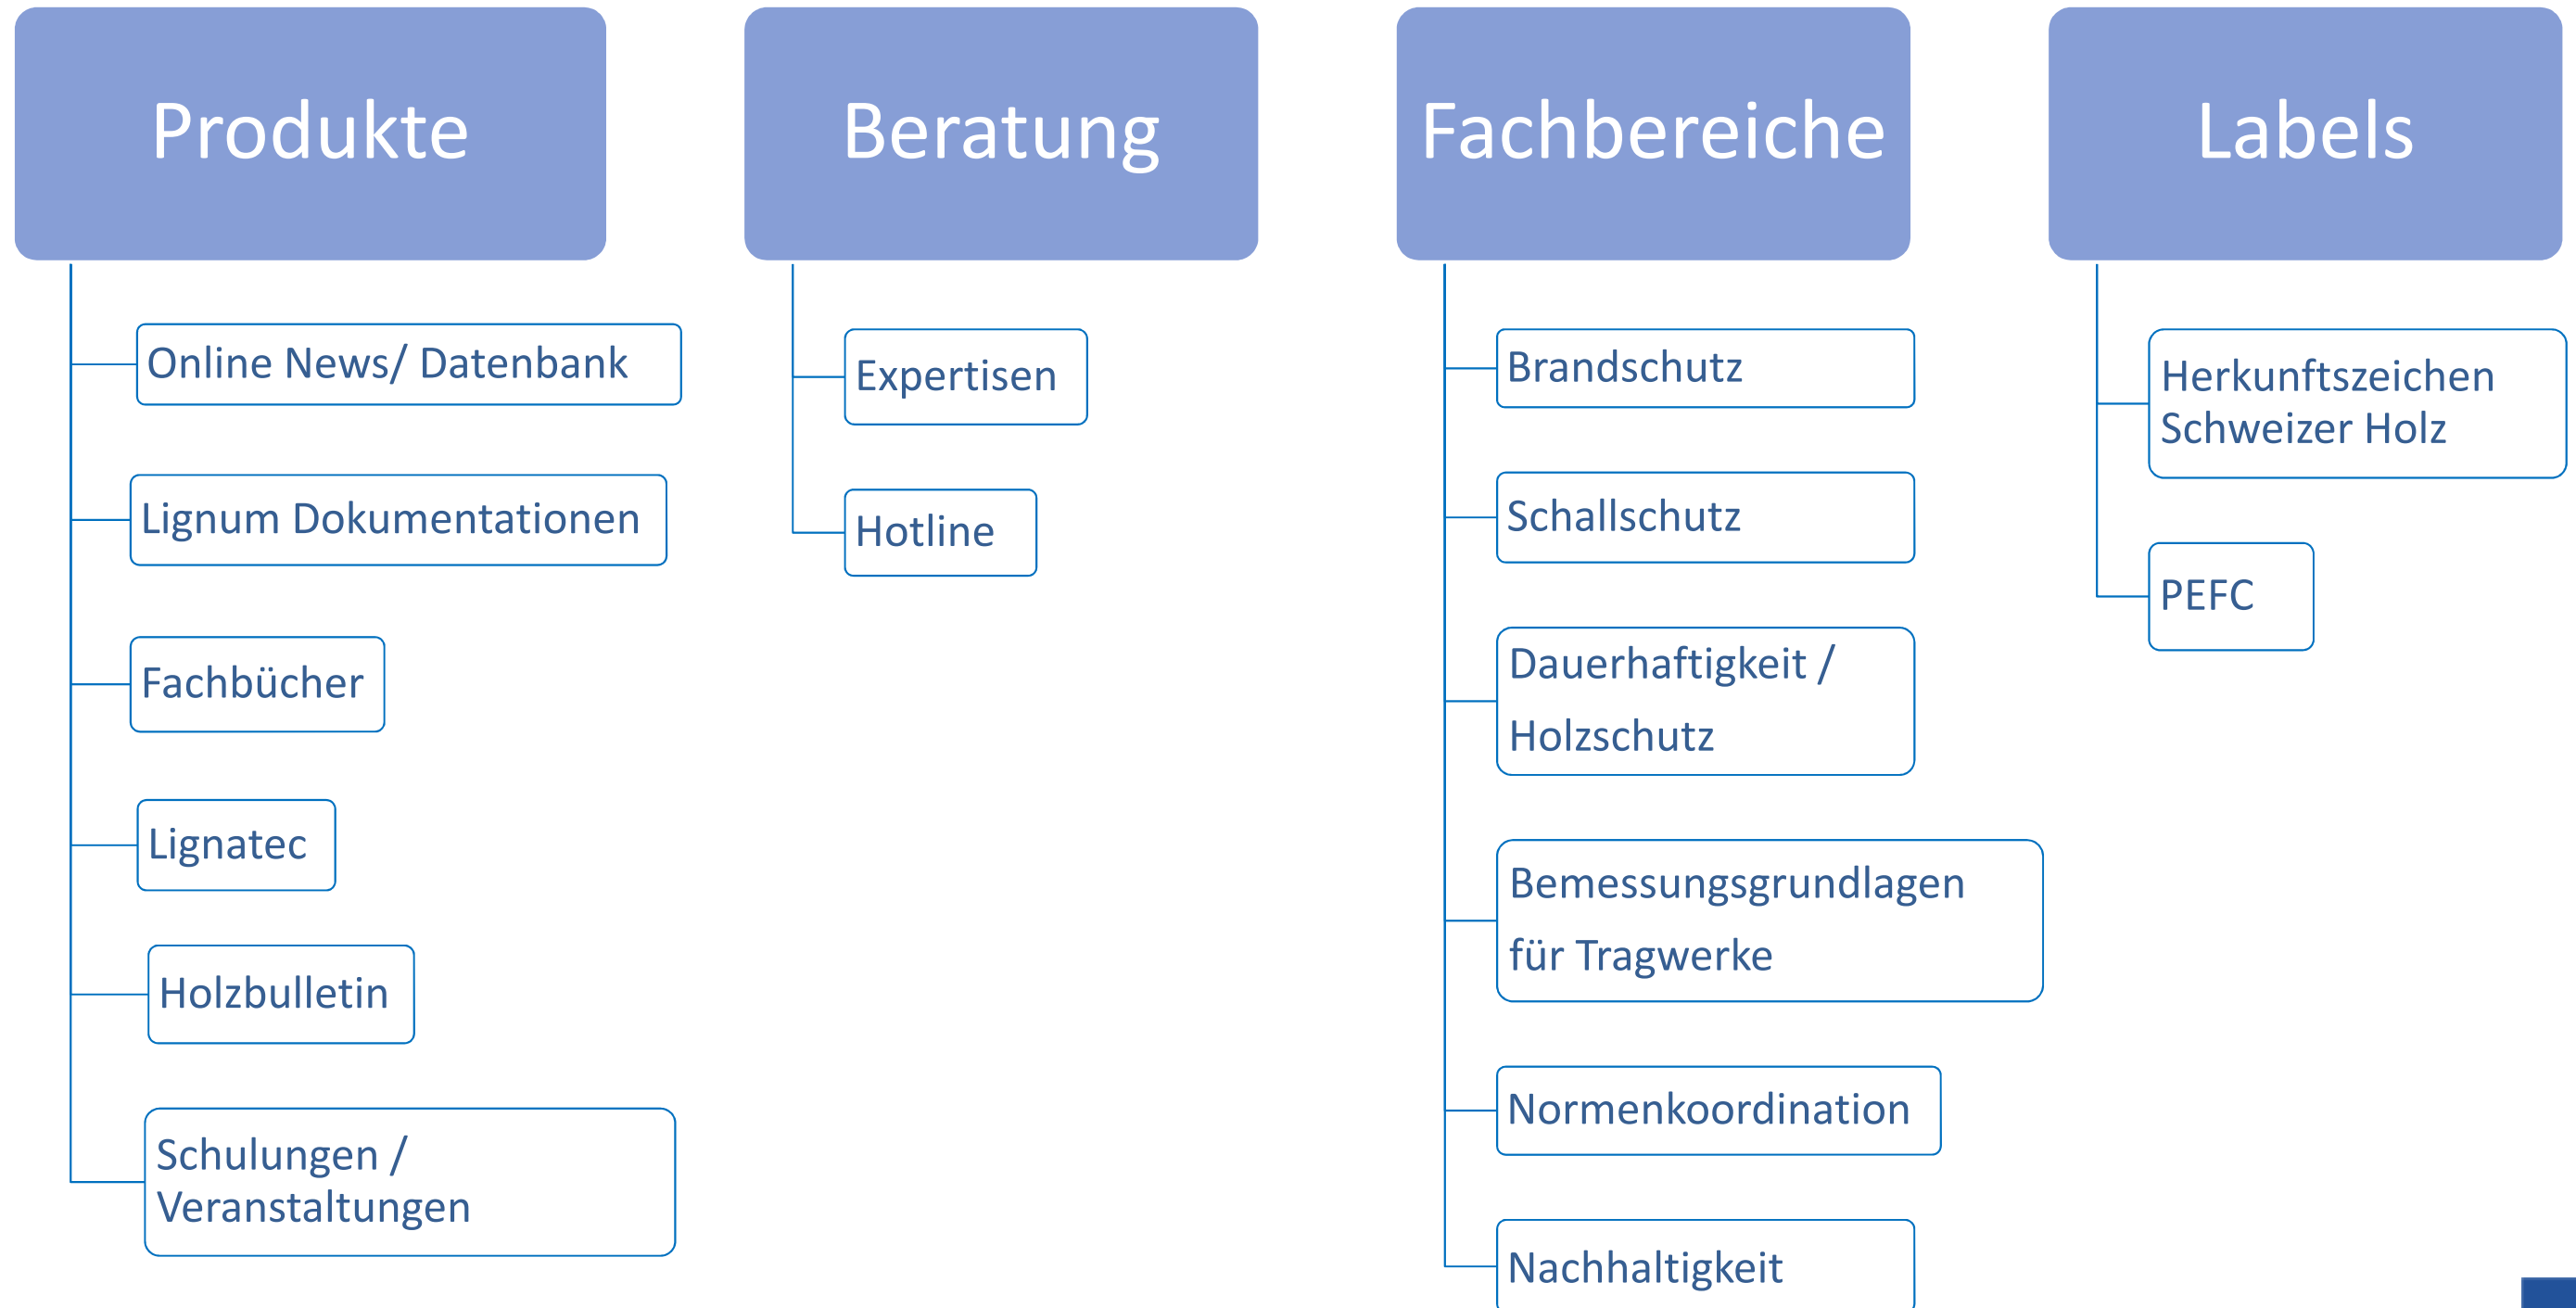 Produkte
Online News/ Datenbank
Lignum Dokumentationen
Fachbücher
Lignatec
Holzbulletin
Schulungen /
Veranstaltungen
Beratung
Expertisen
Hotline
Fachbereiche
Brandschutz
Schallschutz
Dauerhaftigkeit /
Holzschutz
Bemessungsgrundlagen
für Tragwerke
Normenkoordination
Nachhaltigkeit
Labels
Herkunftszeichen
Schweizer Holz
PEFC